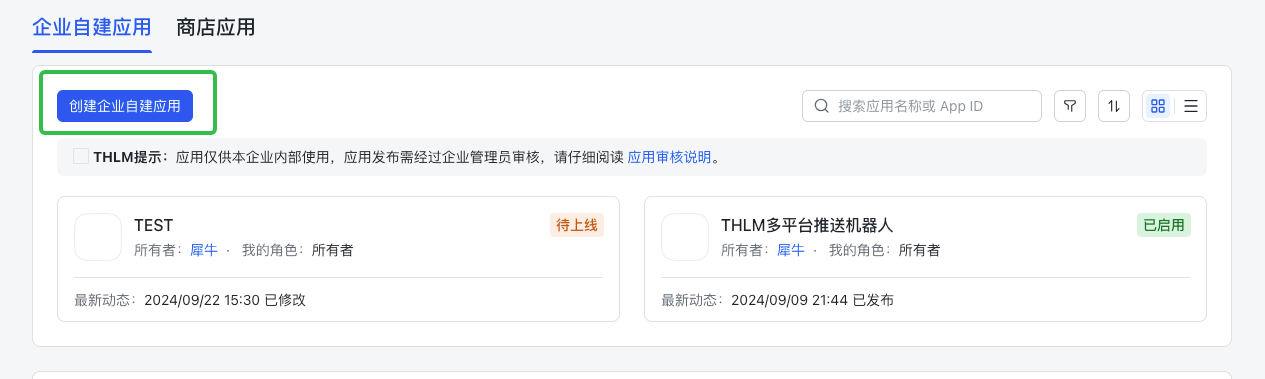 企业自建应用 商店应用
创建企业自建应用 搜索应用名称或 App ID
THLM提示：应用仅供本企业内部使用，应用发布需经过企业管理员审核，请仔细阅读 应用审核说明。
TEST 待上线
所有者：犀牛 · 我的角色：所有者
最新动态：2024/09/22 15:30 已修改
THLM多平台推送机器人 已启用
所有者：犀牛 · 我的角色：所有者
最新动态：2024/09/09 21:44 已发布